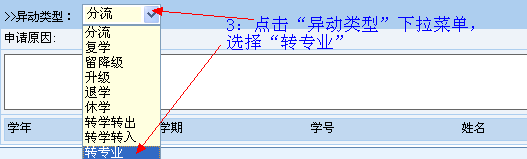 >>异动类型： 分流
3：点击“异动类型”下拉菜单，
选择“转专业”
申请原因:
分流
复学
留降级
升级
退学
休学
转学转出
转学转入
转专业
学年 学期 学号 姓名